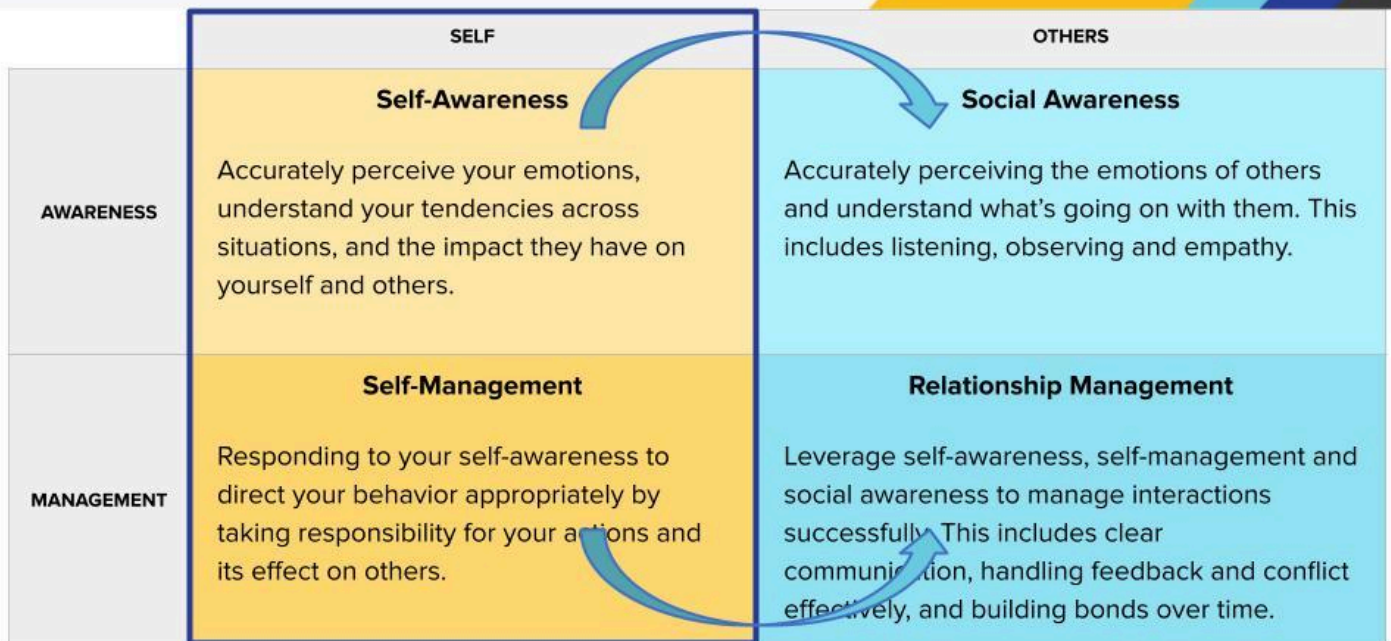 SELF
OTHERS
AWARENESS
Self-Awareness
Accurately perceive your emotions,
understand your tendencies across
situations, and the impact they have on
yourself and others.
Social Awareness
Accurately perceiving the emotions of others
and understand what's going on with them. This
includes listening, observing and empathy.
MANAGEMENT
Self-Management
Responding to your self-awareness to
direct your behavior appropriately by
taking responsibility for your actions and
its effect on others.
Relationship Management
Leverage self-awareness, self-management and
social awareness to manage interactions
successfully. This includes clear
communication, handling feedback and conflict
effectively, and building bonds over time.